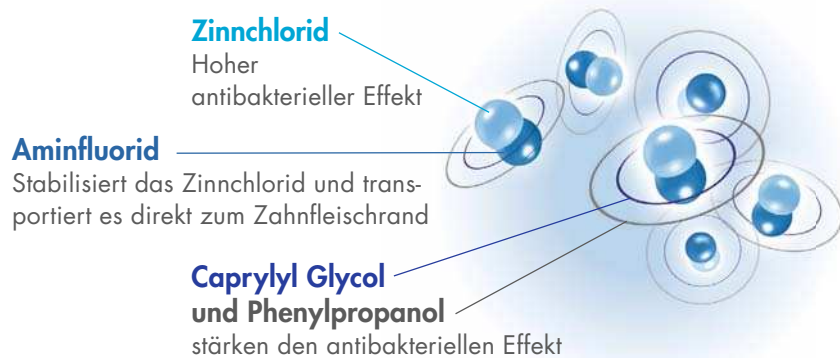 Zinnchlorid
Hoher
antibakterieller Effekt
Aminfluorid
Stabilisiert das Zinnchlorid und trans-
portiert es direkt zum Zahnfleischrand
Caprylyl Glycol
und Phenylpropanol
stärken den antibakteriellen Effekt